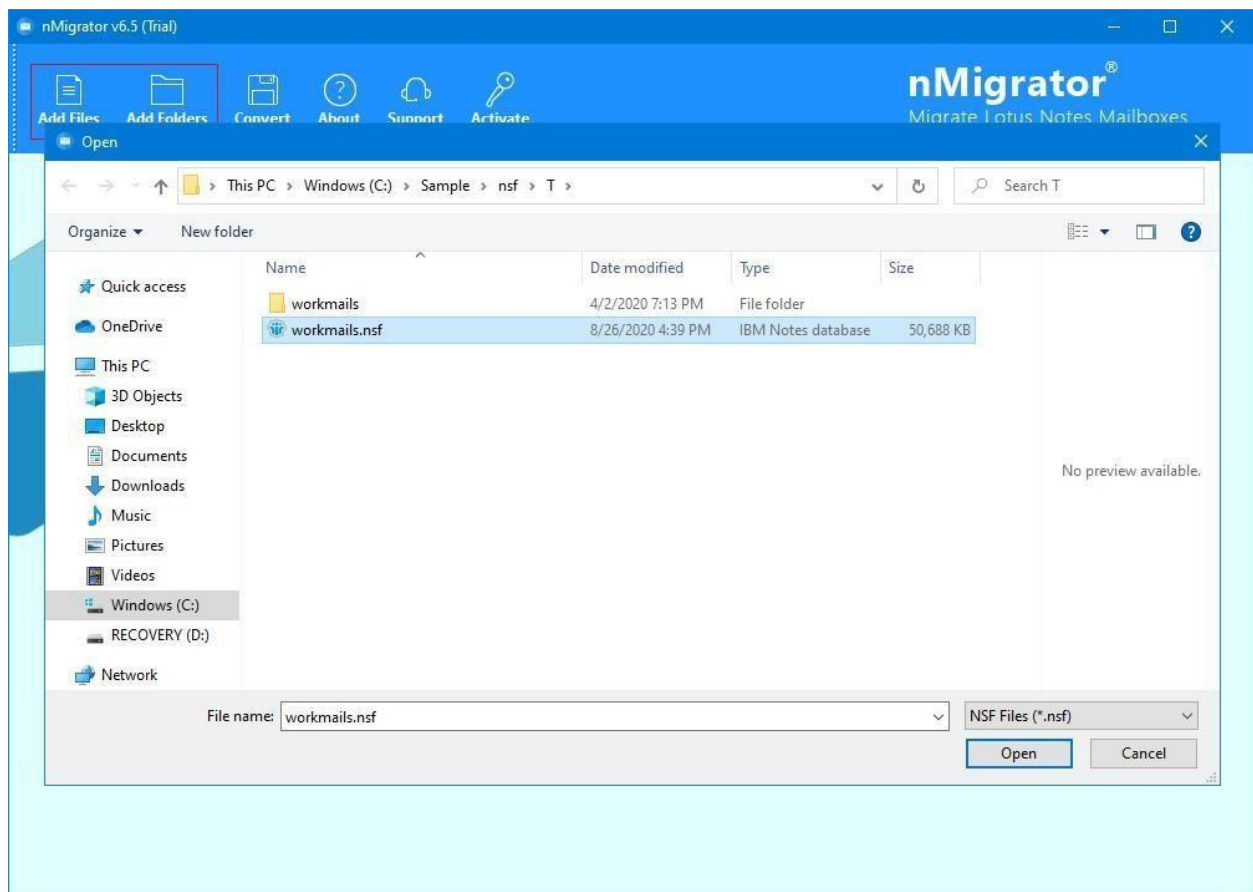 nMigrator v6.5 (Trial)
Add Files Add Folders Convert About Support Activate
nMigrator®
Migrate Lotus Notes Mailboxes
Open
This PC > Windows (C:) > Sample > nsf > T >
Search T
Organize
New folder
Name Date modified Type Size
workmails 4/2/2020 7:13 PM File folder
workmails.nsf 8/26/2020 4:39 PM IBM Notes database 50,688 KB
Quick access
OneDrive
This PC
3D Objects
Desktop
Documents
Downloads
Music
Pictures
Videos
Windows (C:)
RECOVERY (D:)
Network
No preview available.
File name: workmails.nsf
NSF Files (*.nsf)
Open
Cancel